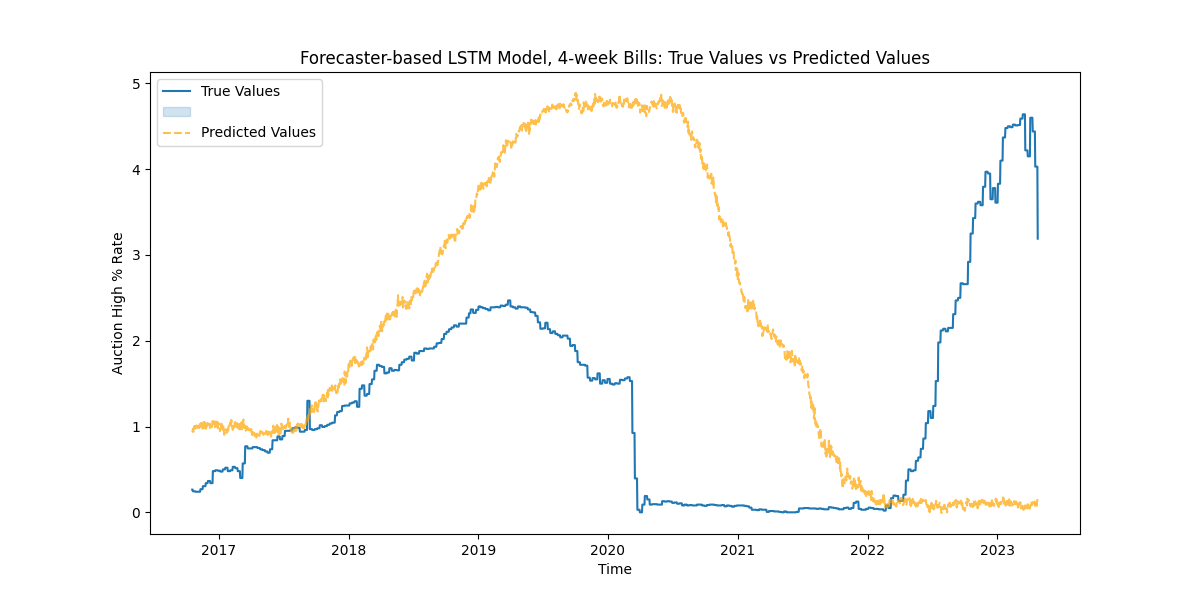 Forecaster-based LSTM Model, 4-week Bills: True Values vs Predicted Values
True Values
Predicted Values
Auction High % Rate
5
4
3
2
1
0
2017 2018 2019 2020 2021 2022 2023
Time